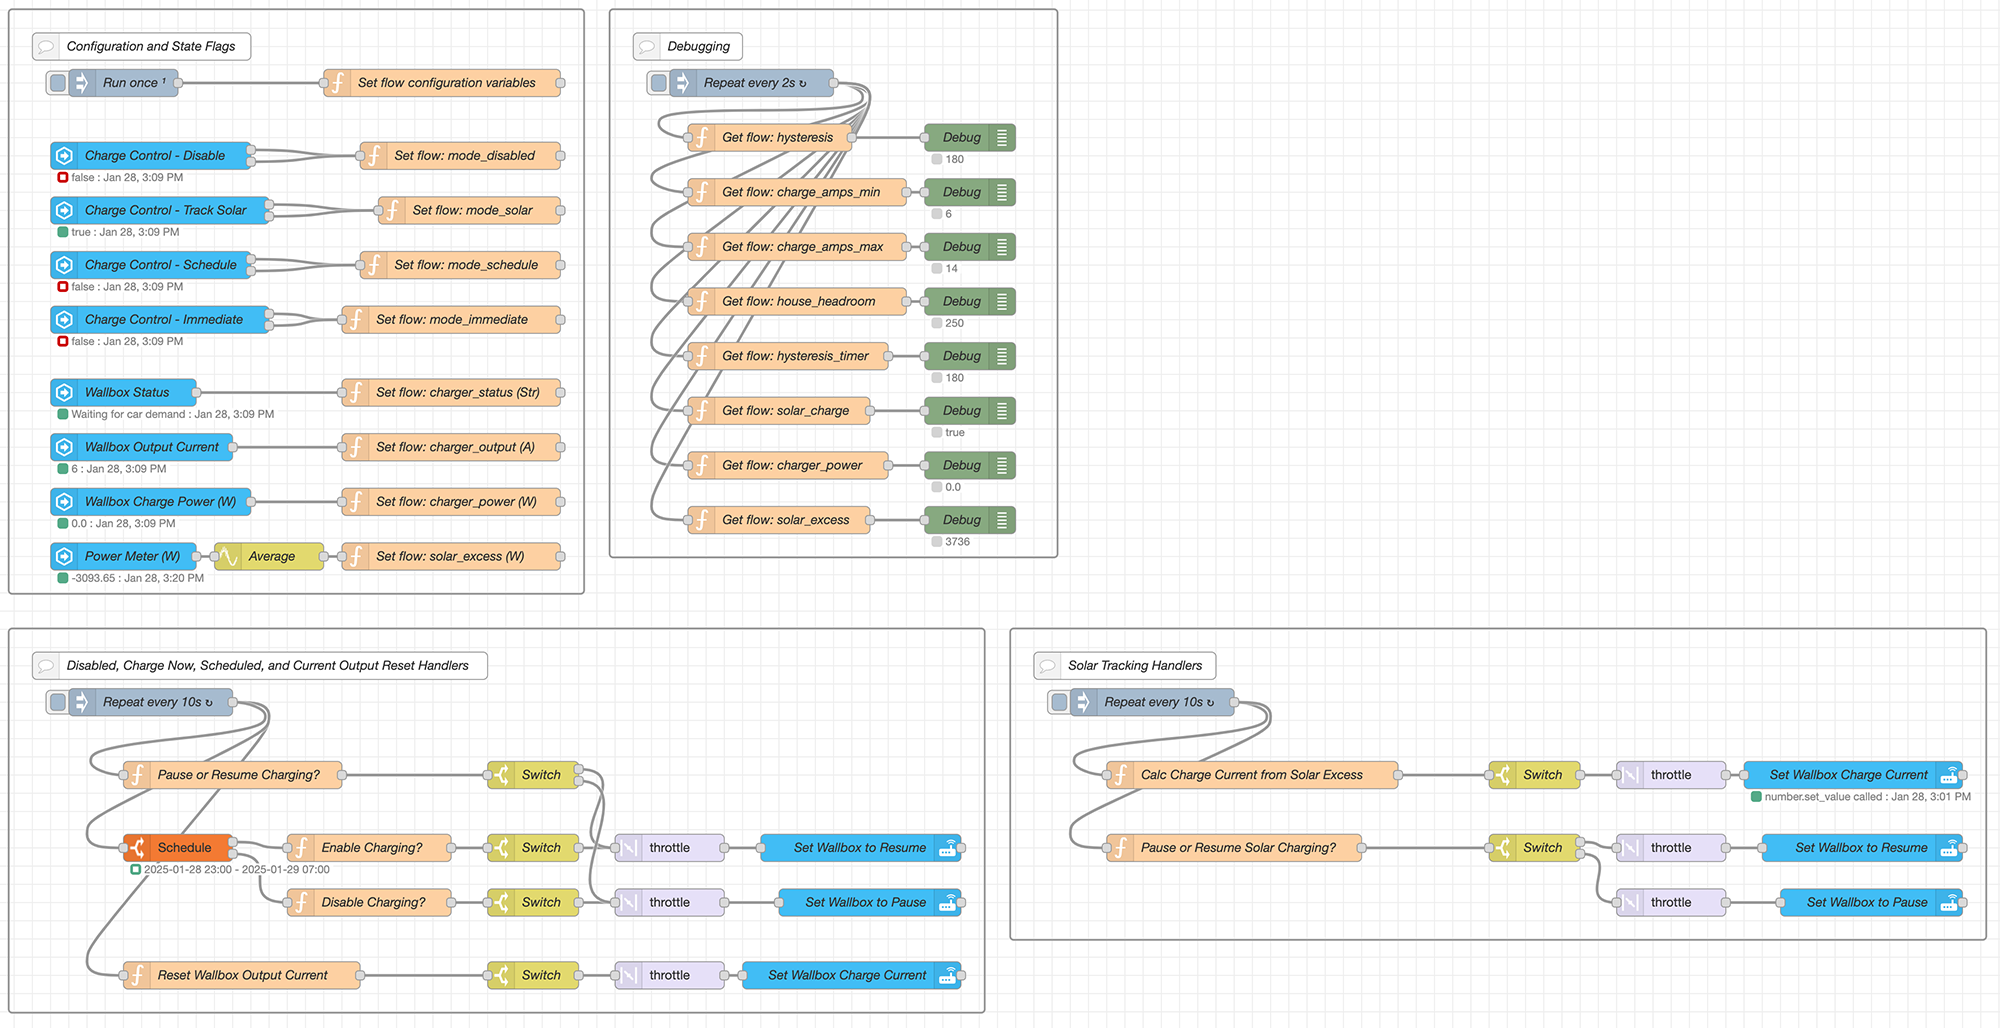 Configuration and State Flags
Run once ¹
Set flow configuration variables
Charge Control - Disable
Set flow: mode_disabled
false : Jan 28, 3:09 PM
Charge Control - Track Solar
Set flow: mode_solar
true : Jan 28, 3:09 PM
Charge Control - Schedule
Set flow: mode_schedule
false : Jan 28, 3:09 PM
Charge Control - Immediate
Set flow: mode_immediate
false : Jan 28, 3:09 PM
Wallbox Status
Set flow: charger_status (Str)
Waiting for car demand : Jan 28, 3:09 PM
Wallbox Output Current
Set flow: charger_output (A)
6 : Jan 28, 3:09 PM
Wallbox Charge Power (W)
Set flow: charger_power (W)
0.0 : Jan 28, 3:09 PM
Power Meter (W)
Average
Set flow: solar_excess (W)
-3093.65 : Jan 28, 3:20 PM
Debugging
Repeat every 2s ↻
Get flow: hysteresis
Debug
180
Get flow: charge_amps_min
Debug
6
Get flow: charge_amps_max
Debug
14
Get flow: house_headroom
Debug
250
Get flow: hysteresis_timer
Debug
180
Get flow: solar_charge
Debug
true
Get flow: charger_power
Debug
0.0
Get flow: solar_excess
Debug
3736
Disabled, Charge Now, Scheduled, and Current Output Reset Handlers
Repeat every 10s ↻
Pause or Resume Charging?
Switch
Schedule
Enable Charging?
Switch
throttle
Set Wallbox to Resume
2025-01-28 23:00 - 2025-01-29 07:00
Disable Charging?
Switch
throttle
Set Wallbox to Pause
Reset Wallbox Output Current
Switch
throttle
Set Wallbox Charge Current
Solar Tracking Handlers
Repeat every 10s ↻
Calc Charge Current from Solar Excess
Switch
throttle
Set Wallbox Charge Current
number.set_value called : Jan 28, 3:01 PM
Pause or Resume Solar Charging?
Switch
throttle
Set Wallbox to Resume
throttle
Set Wallbox to Pause